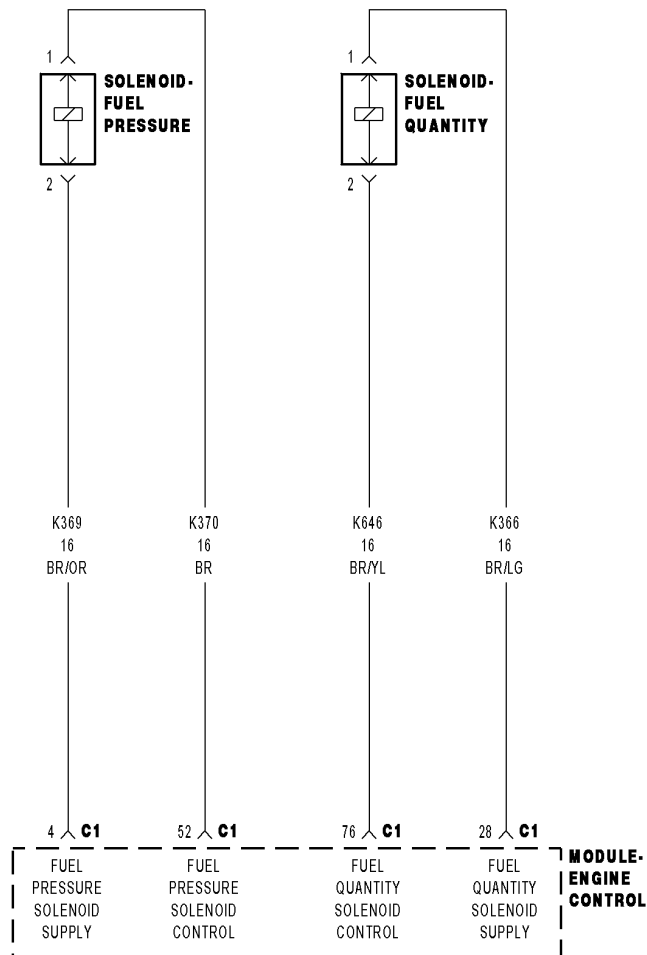 1
SOLENOID-
FUEL
PRESSURE
2
1
SOLENOID-
FUEL
QUANTITY
2
K369
16
BR/OR
K370
16
BR
K646
16
BR/YL
K366
16
BR/LG
4 C1
52 C1
76 C1
28 C1
FUEL
PRESSURE
SOLENOID
SUPPLY
FUEL
PRESSURE
SOLENOID
CONTROL
FUEL
QUANTITY
SOLENOID
CONTROL
FUEL
QUANTITY
SOLENOID
SUPPLY
MODULE-
ENGINE
CONTROL